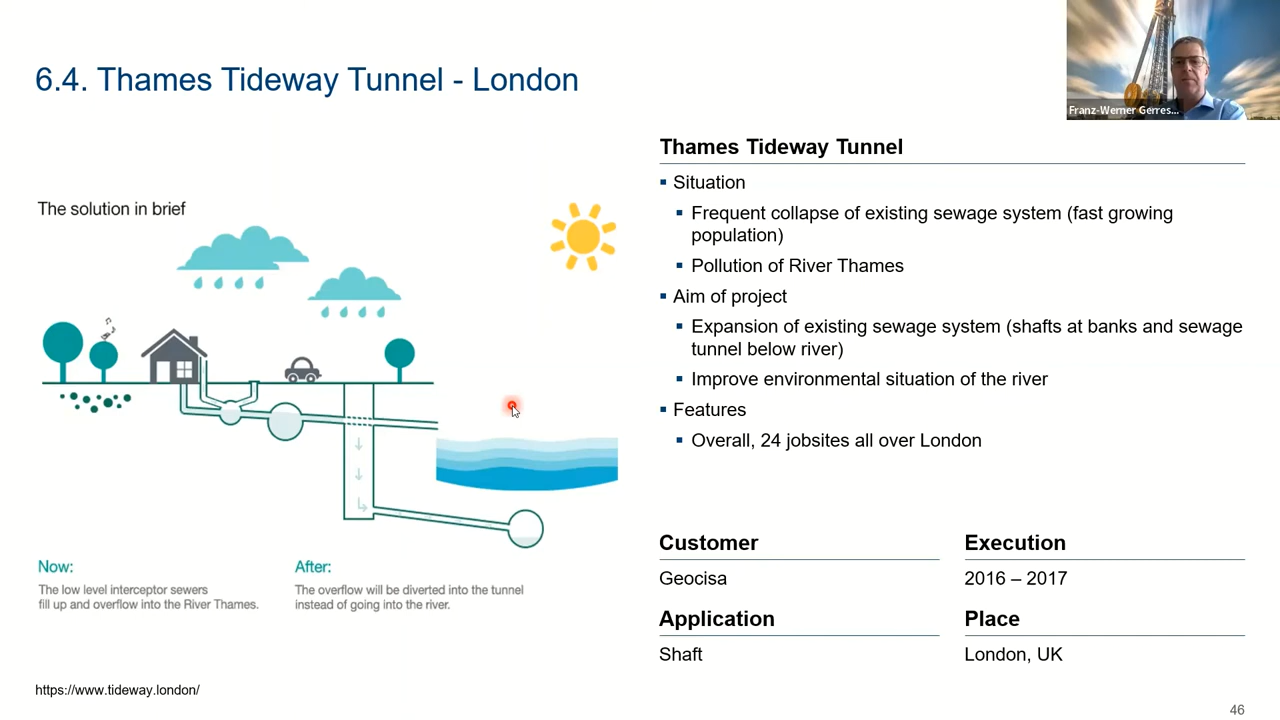 6.4. Thames Tideway Tunnel - London
Franz-Werner Gerres...
The solution in brief
Now:
The low level interceptor sewers
fill up and overflow into the River Thames.
After:
The overflow will be diverted into the tunnel
instead of going into the river.
https://www.tideway.london/
Thames Tideway Tunnel
▪ Situation
▪ Frequent collapse of existing sewage system (fast growing
population)
▪ Pollution of River Thames
▪ Aim of project
▪ Expansion of existing sewage system (shafts at banks and sewage
tunnel below river)
▪ Improve environmental situation of the river
▪ Features
▪ Overall, 24 jobsites all over London
Customer
Geocisa
Execution
2016 – 2017
Application
Shaft
Place
London, UK
46